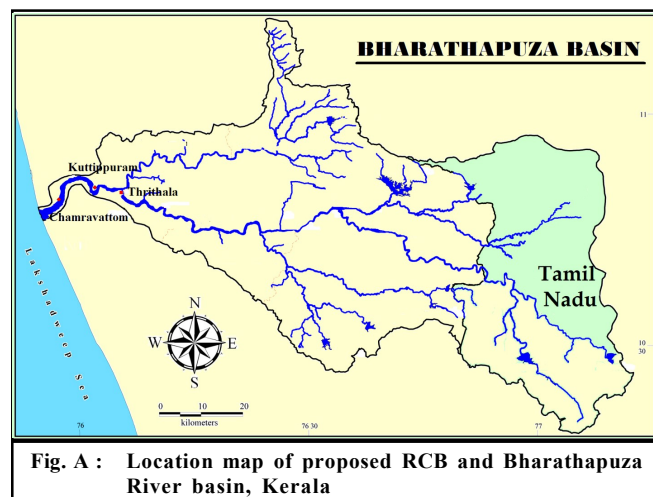 BHARATHAPUZA BASIN
11
Kuttippuram
Thrithala
Chamravattom
Tamil
Nadu
Lakshadweep Sea
N
W E
S
10
30
0 10 20
kilometers
76
76 30
77
Fig. A : Location map of proposed RCB and Bharathapuza
River basin, Kerala